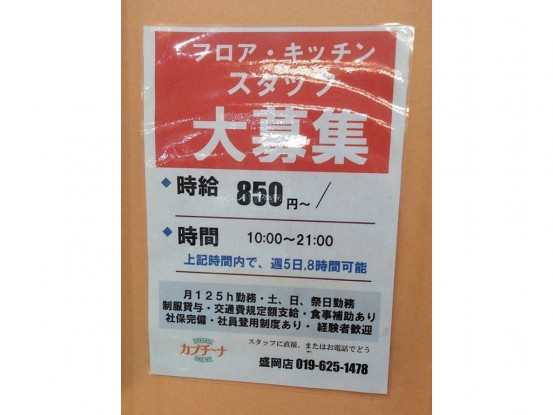 フロア・キッチン
スタッフ
大募集
◆時給 850円～/
◆時間 10:00～21:00
上記時間内で、週5日.8時間可能
月125h勤務・土、日、祭日勤務
制服貸与・交通費規定額支給・食事補助あり
社保完備・社員登用制度あり・経験者歓迎
カプチーナ
スタッフに直接、またはお電話でどう
盛岡店 019-625-1478